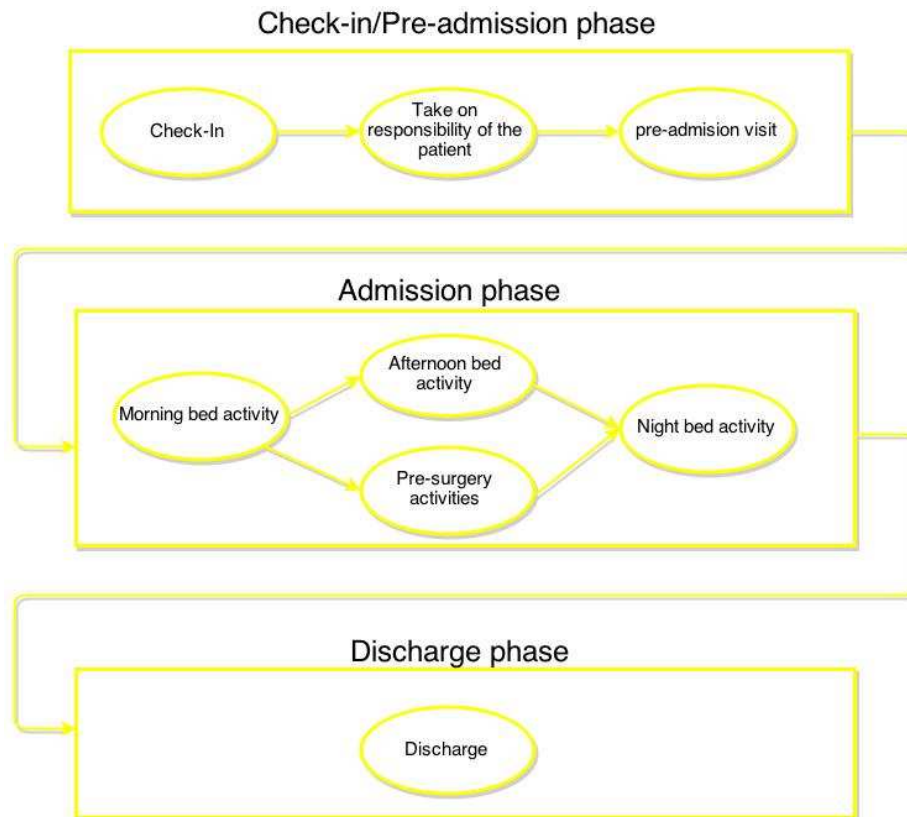 Check-in/Pre-admission phase
Check-In
Take on
responsibility of the
patient
pre-admision visit
Admission phase
Morning bed activity
Afternoon bed
activity
Pre-surgery
activities
Night bed activity
Discharge phase
Discharge